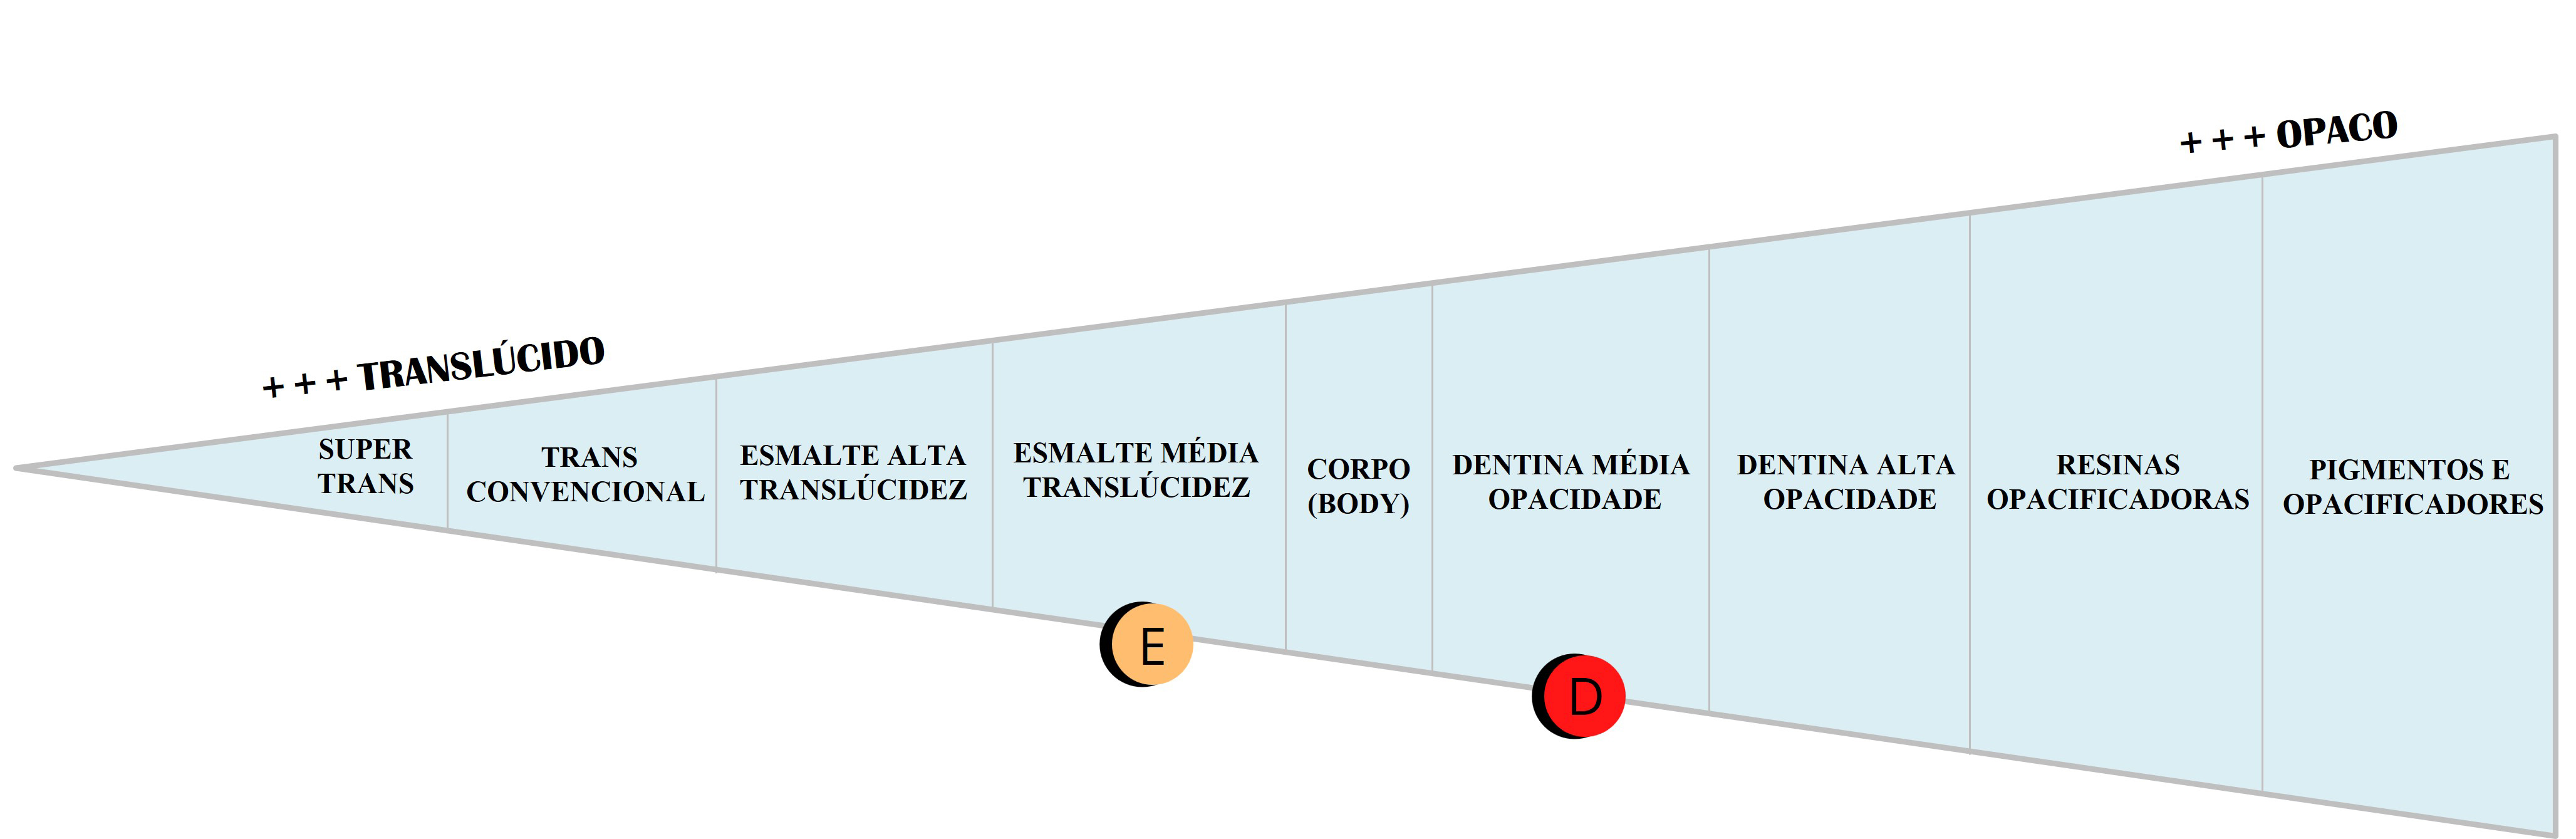 + + + OPACO
+ + + TRANSLÚCIDO
SUPER
TRANS
TRANS
CONVENCIONAL
ESMALTE ALTA
TRANSLÚCIDEZ
ESMALTE MÉDIA
TRANSLÚCIDEZ
CORPO
(BODY)
DENTINA MÉDIA
OPACIDADE
DENTINA ALTA
OPACIDADE
RESINAS
OPACIFICADORAS
PIGMENTOS E
OPACIFICADORES
E
D